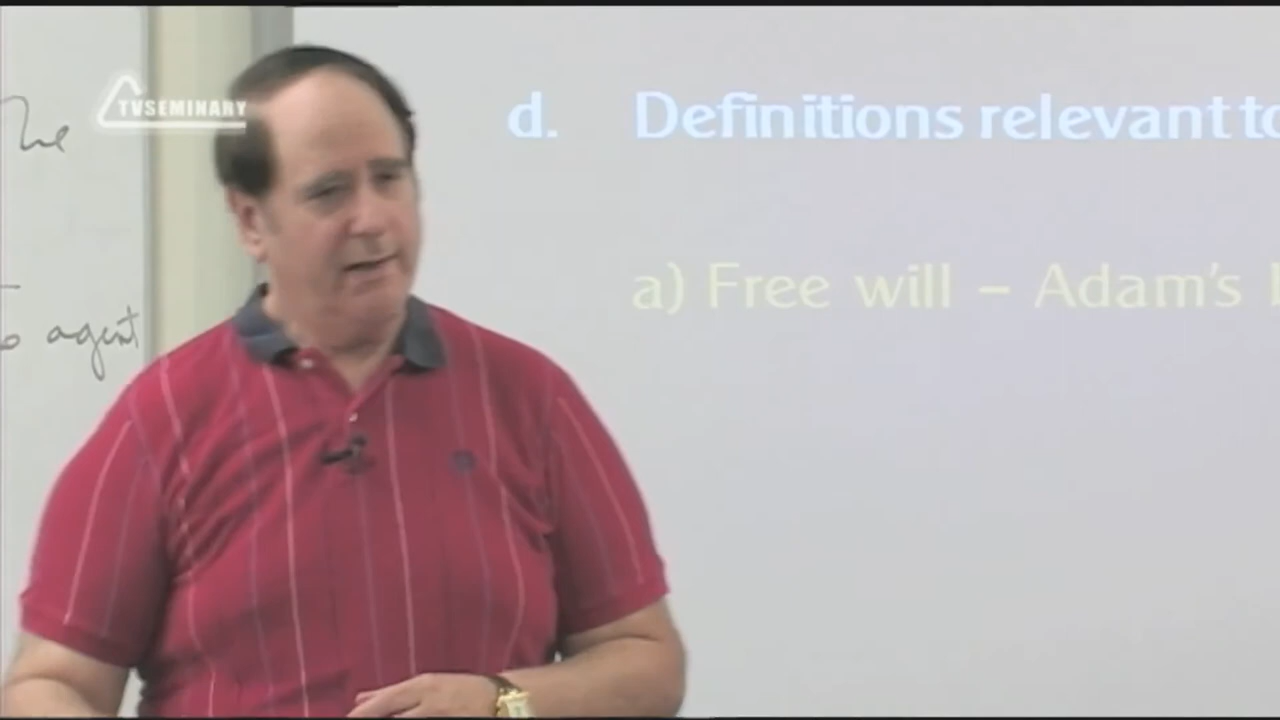 TVSEMINARY
The
agent
d. Definitions relevant to
a) Free will – Adam's